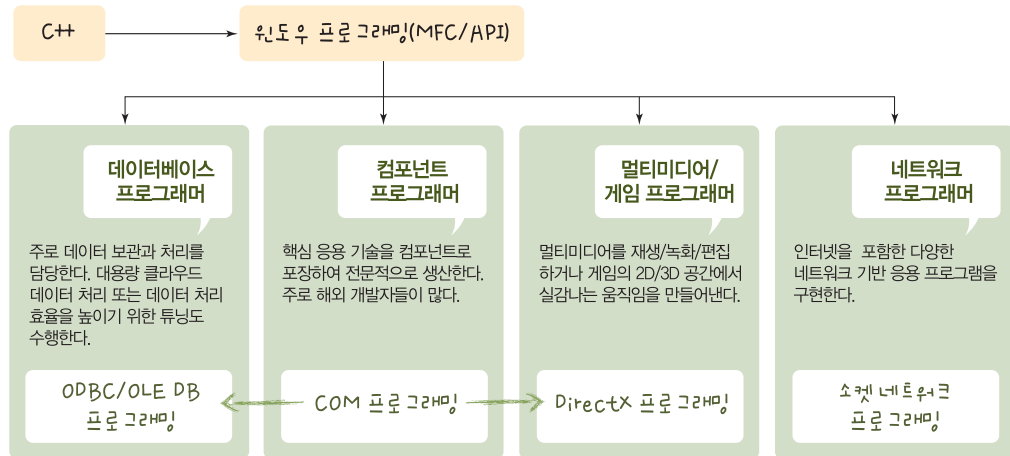 C++
윈도우 프로그래밍(MFC/API)
데이터베이스
프로그래머
주로 데이터 보관과 처리를
담당한다. 대용량 클라우드
데이터 처리 또는 데이터 처리
효율을 높이기 위한 튜닝도
수행한다.
ODBC/OLE DB
프로그래밍
컴포넌트
프로그래머
핵심 응용 기술을 컴포넌트로
포장하여 전문적으로 생산한다.
주로 해외 개발자들이 많다.
COM 프로그래밍
멀티미디어/
게임 프로그래머
멀티미디어를 재생/녹화/편집
하거나 게임의 2D/3D 공간에서
실감나는 움직임을 만들어낸다.
DirectX 프로그래밍
네트워크
프로그래머
인터넷을 포함한 다양한
네트워크 기반 응용 프로그램을
구현한다.
소켓 네트워크
프로그래밍